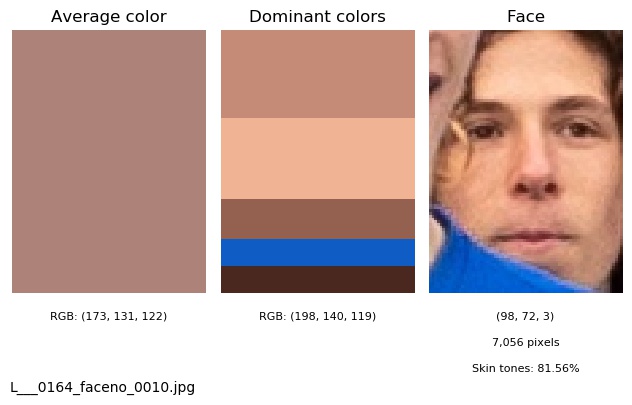 Average color
Dominant colors
Face
RGB: (173, 131, 122)
RGB: (198, 140, 119)
(98, 72, 3)
7,056 pixels
Skin tones: 81.56%
L___0164_faceno_0010.jpg